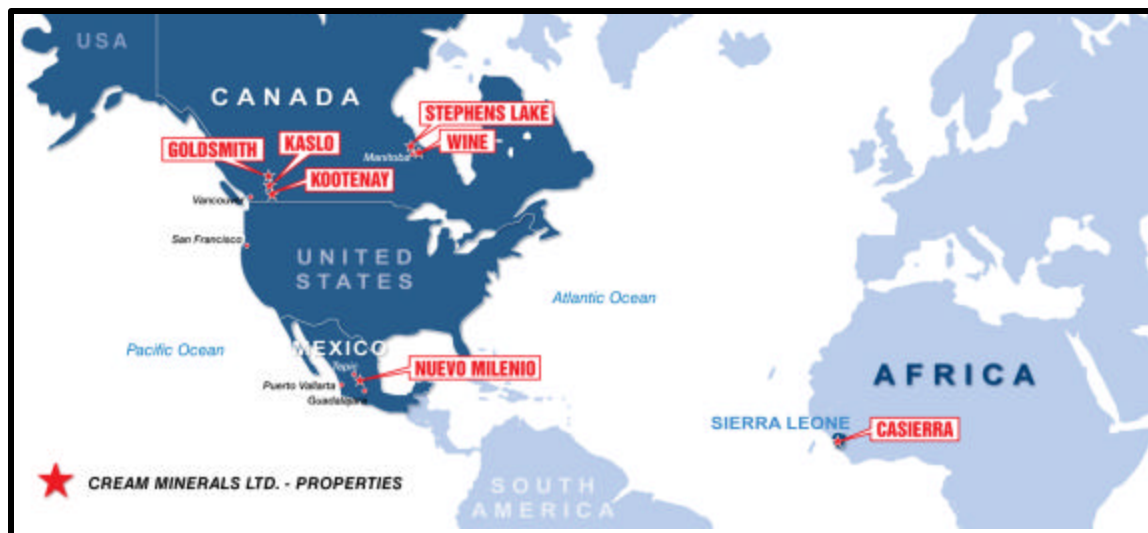 USA
CANADA
STEPHENS LAKE
GOLDSMITH
KASLO
Manitoba
WINE
KOOTENAY
Vancouver
San Francisco
UNITED
STATES
Atlantic Ocean
Pacific Ocean
MEXICO
Tepic
NUEVO MILENIO
Puerto Vallarta
Guadalajara
AFRICA
SIERRA LEONE
CASIERRA
CREAM MINERALS LTD. - PROPERTIES
SOUTH
AMERICA